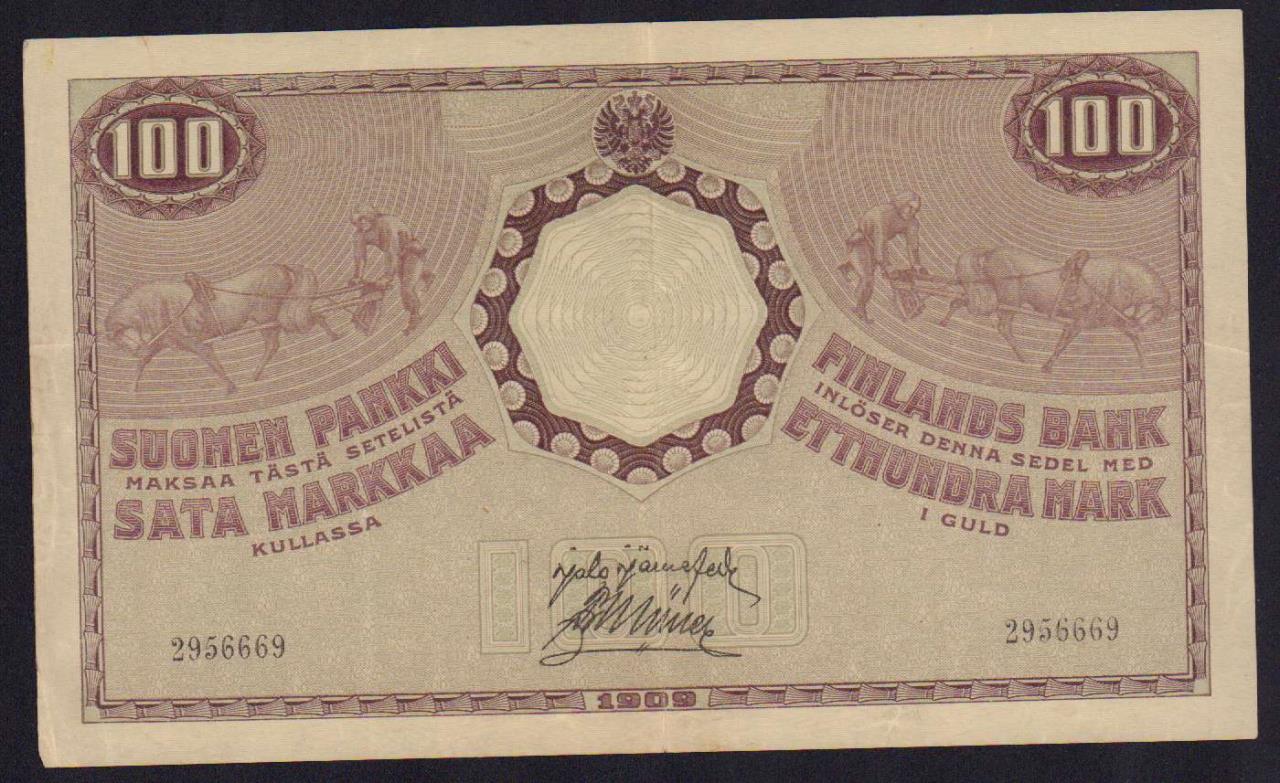 100
100
SUOMEN PANKKI
MAKSAA TÄSTÄ SETELISTÄ
SATA MARKKAA
KULLASSA
FINLANDS BANK
INLÖSER DENNA SEDEL MED
ETTHUNDRA MARK
I GULD
100
2956669
2956669
1909